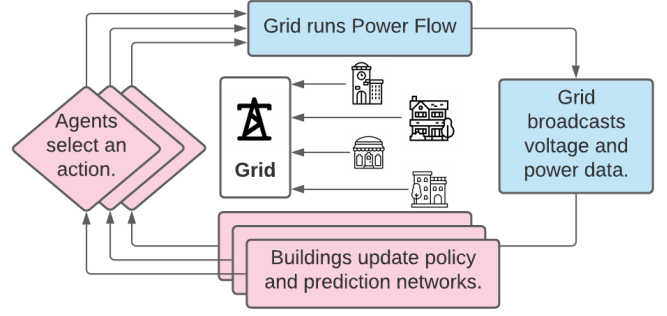 Grid runs Power Flow
Agents
select an
action.
Grid
Grid
broadcasts
voltage and
power data.
Buildings update policy
and prediction networks.